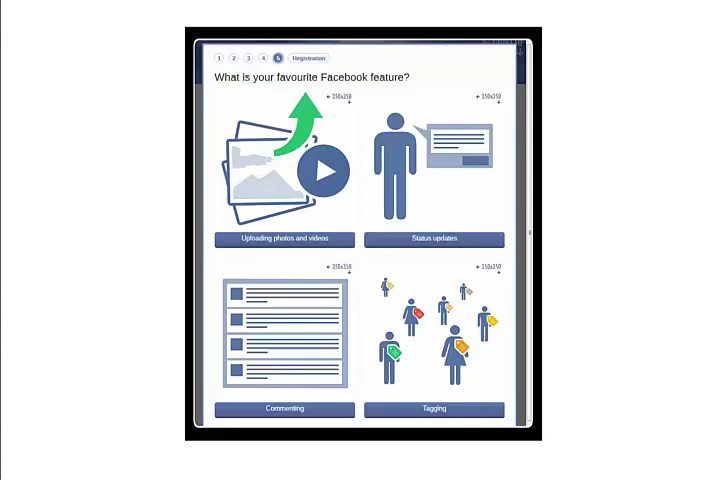 1 2 3 4 5 Registration
What is your favourite Facebook feature?
350x350
350x350
Uploading photos and videos
Status updates
350x350
350x350
Commenting
Tagging